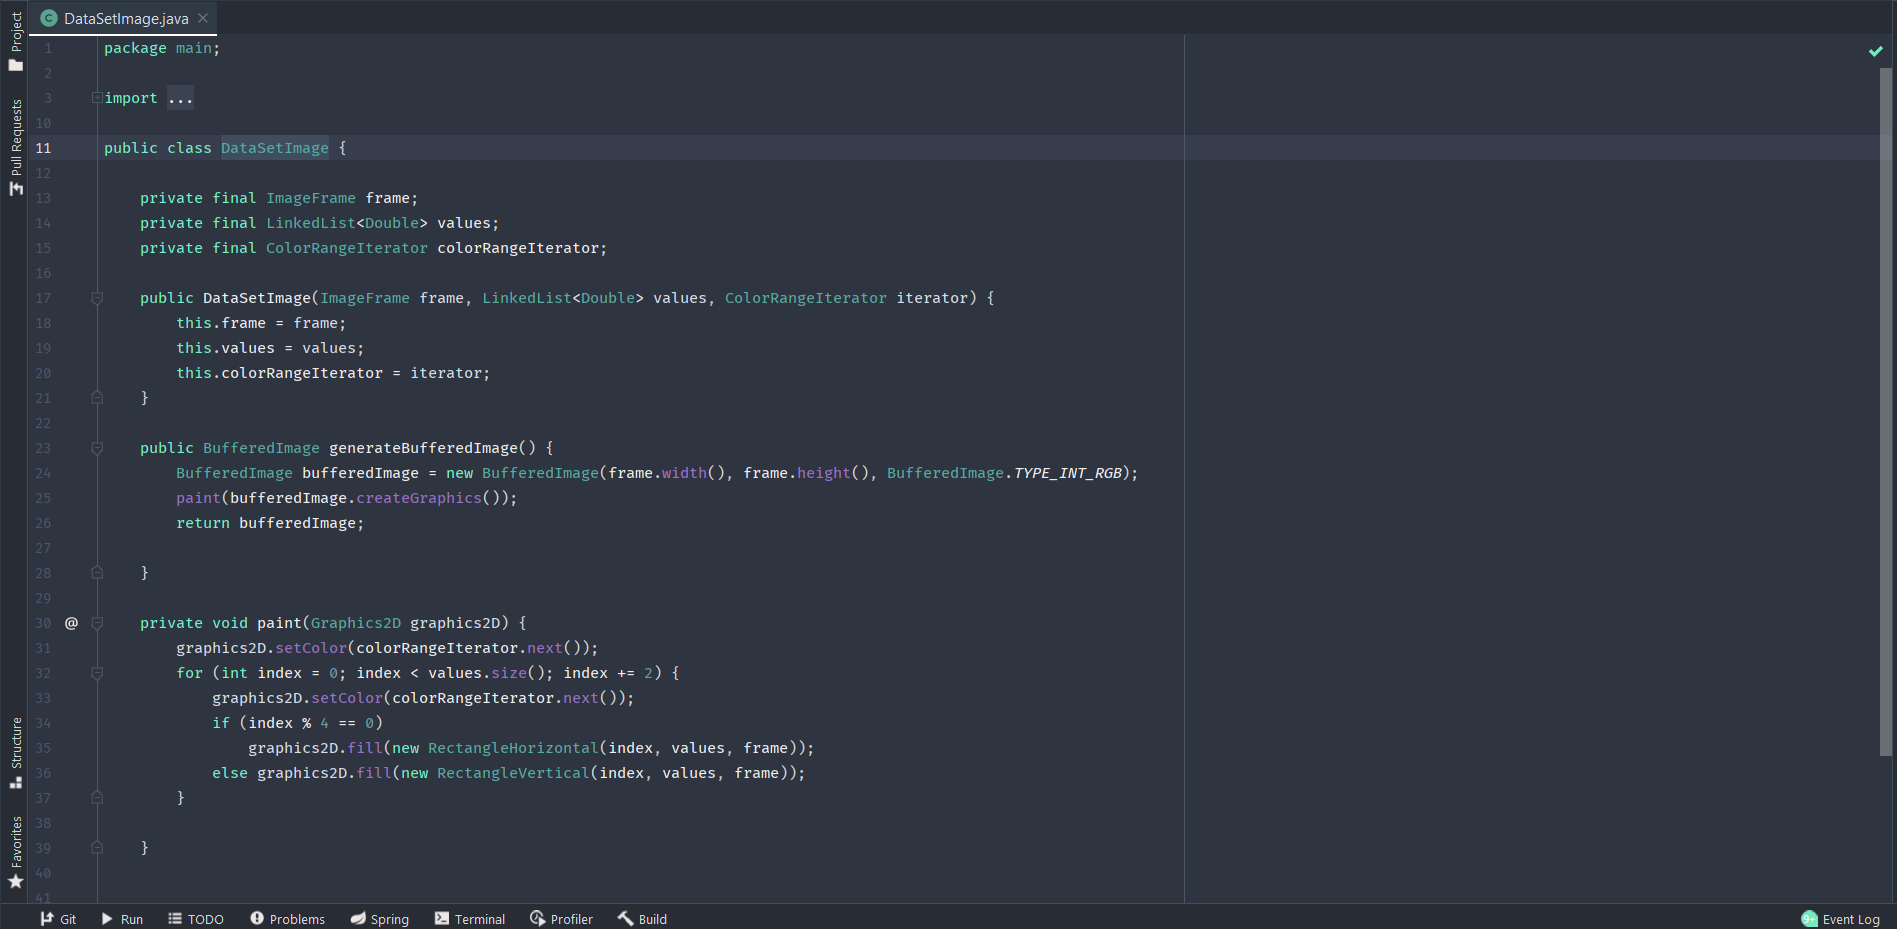 DataSetImage.java
Project
Pull Requests
Structure
Favorites
1 package main;
2
3 import ...
10
11 public class DataSetImage {
12
13 private final ImageFrame frame;
14 private final LinkedList<Double> values;
15 private final ColorRangeIterator colorRangeIterator;
16
17 public DataSetImage(ImageFrame frame, LinkedList<Double> values, ColorRangeIterator iterator) {
18 this.frame = frame;
19 this.values = values;
20 this.colorRangeIterator = iterator;
21 }
22
23 public BufferedImage generateBufferedImage() {
24 BufferedImage bufferedImage = new BufferedImage(frame.width(), frame.height(), BufferedImage.TYPE_INT_RGB);
25 paint(bufferedImage.createGraphics());
26 return bufferedImage;
27
28 }
29
30 @ private void paint(Graphics2D graphics2D) {
31 graphics2D.setColor(colorRangeIterator.next());
32 for (int index = 0; index < values.size(); index += 2) {
33 graphics2D.setColor(colorRangeIterator.next());
34 if (index % 4 == 0)
35 graphics2D.fill(new RectangleHorizontal(index, values, frame));
36 else graphics2D.fill(new RectangleVertical(index, values, frame));
37 }
38
39 }
40
41
Git Run TODO Problems Spring Terminal Profiler Build 9+ Event Log